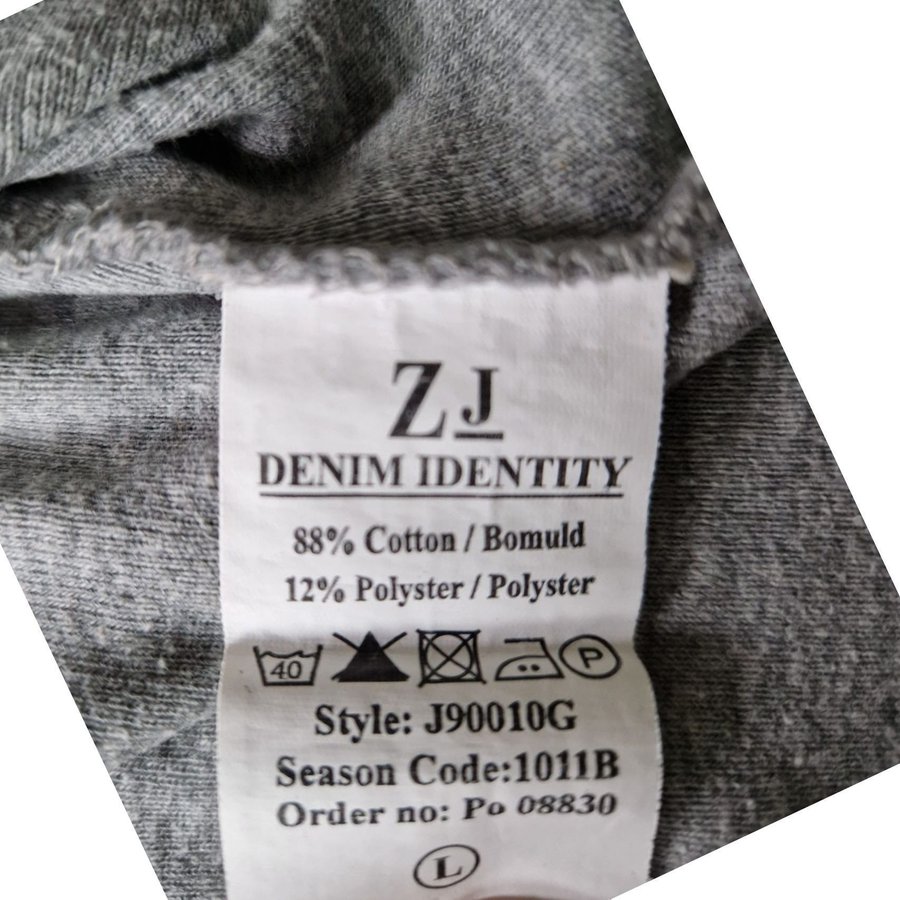 ZJ
DENIM IDENTITY
88% Cotton / Bomuld
12% Polyster / Polyster
40 P
Style: J90010G
Season Code:1011B
Order no: Po 08830
L